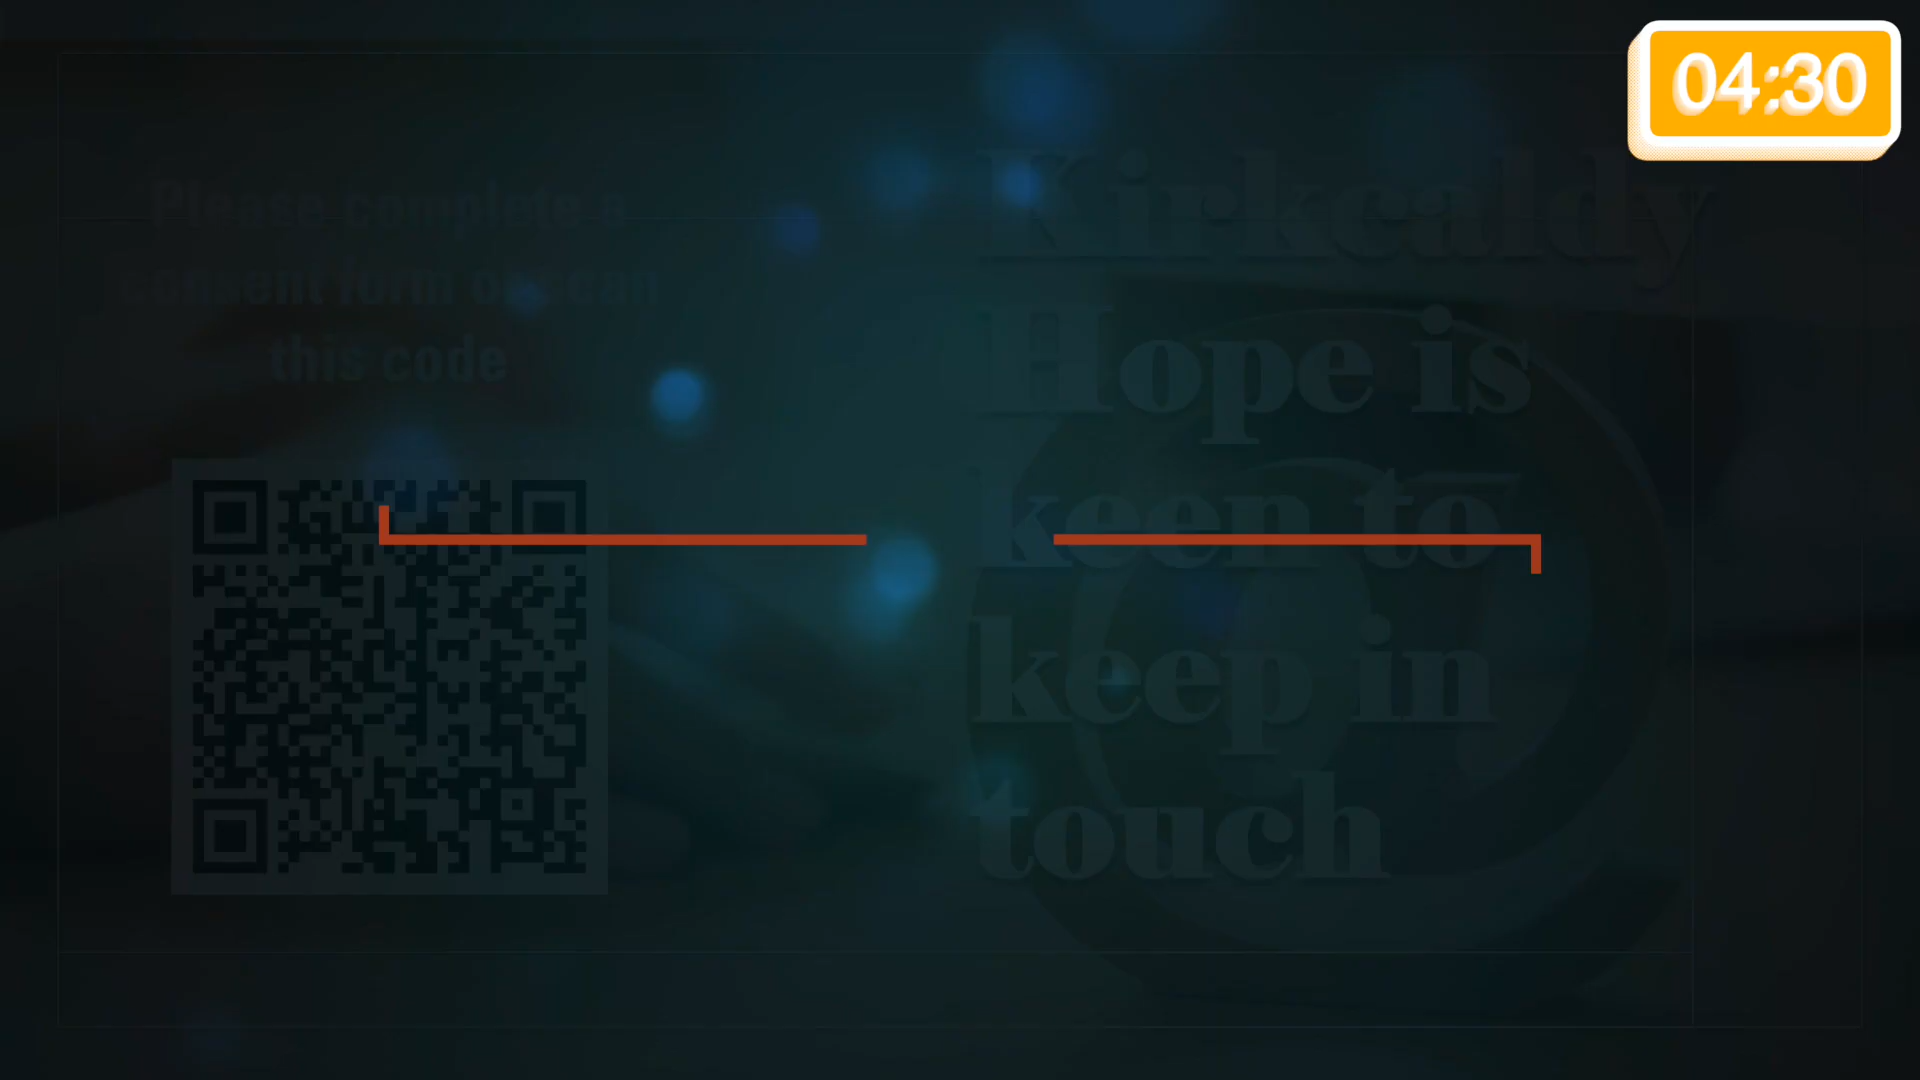 04:30
Please complete a
consent form or scan
this code
Kirkcaldy
Hope is
keen to
keep in
touch